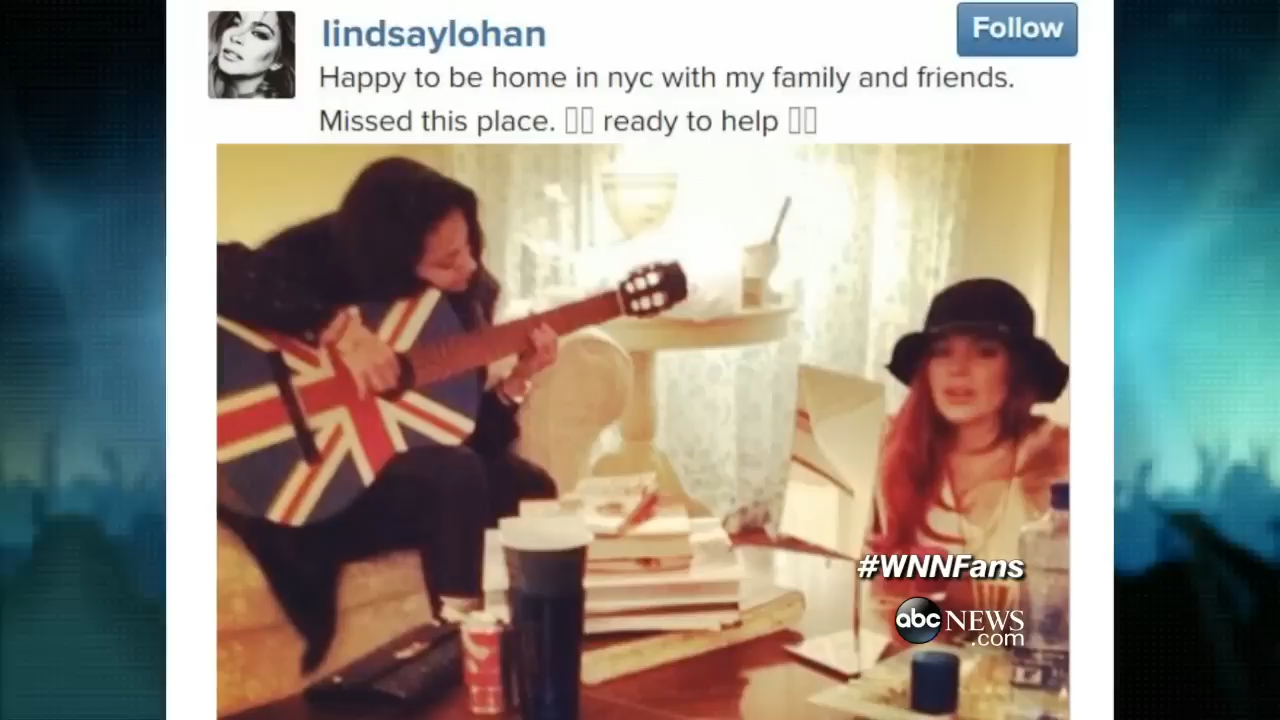 lindsaylohan
Follow
Happy to be home in nyc with my family and friends.
Missed this place. ▯▯ ready to help ▯▯
#WNNFans
abc NEWS
.com